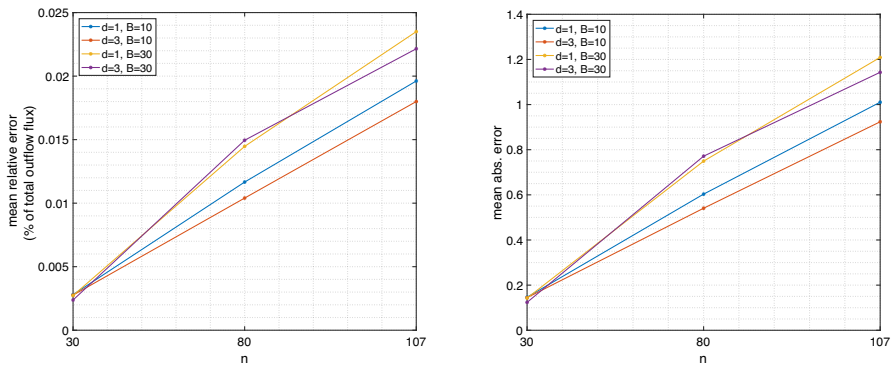 0.025
0.02
0.015
0.01
0.005
0
mean relative error
(% of total outflow flux)
d=1, B=10
d=3, B=10
d=1, B=30
d=3, B=30
30
80
107
n
1.4
1.2
1
0.8
0.6
0.4
0.2
0
mean abs. error
d=1, B=10
d=3, B=10
d=1, B=30
d=3, B=30
30
80
107
n